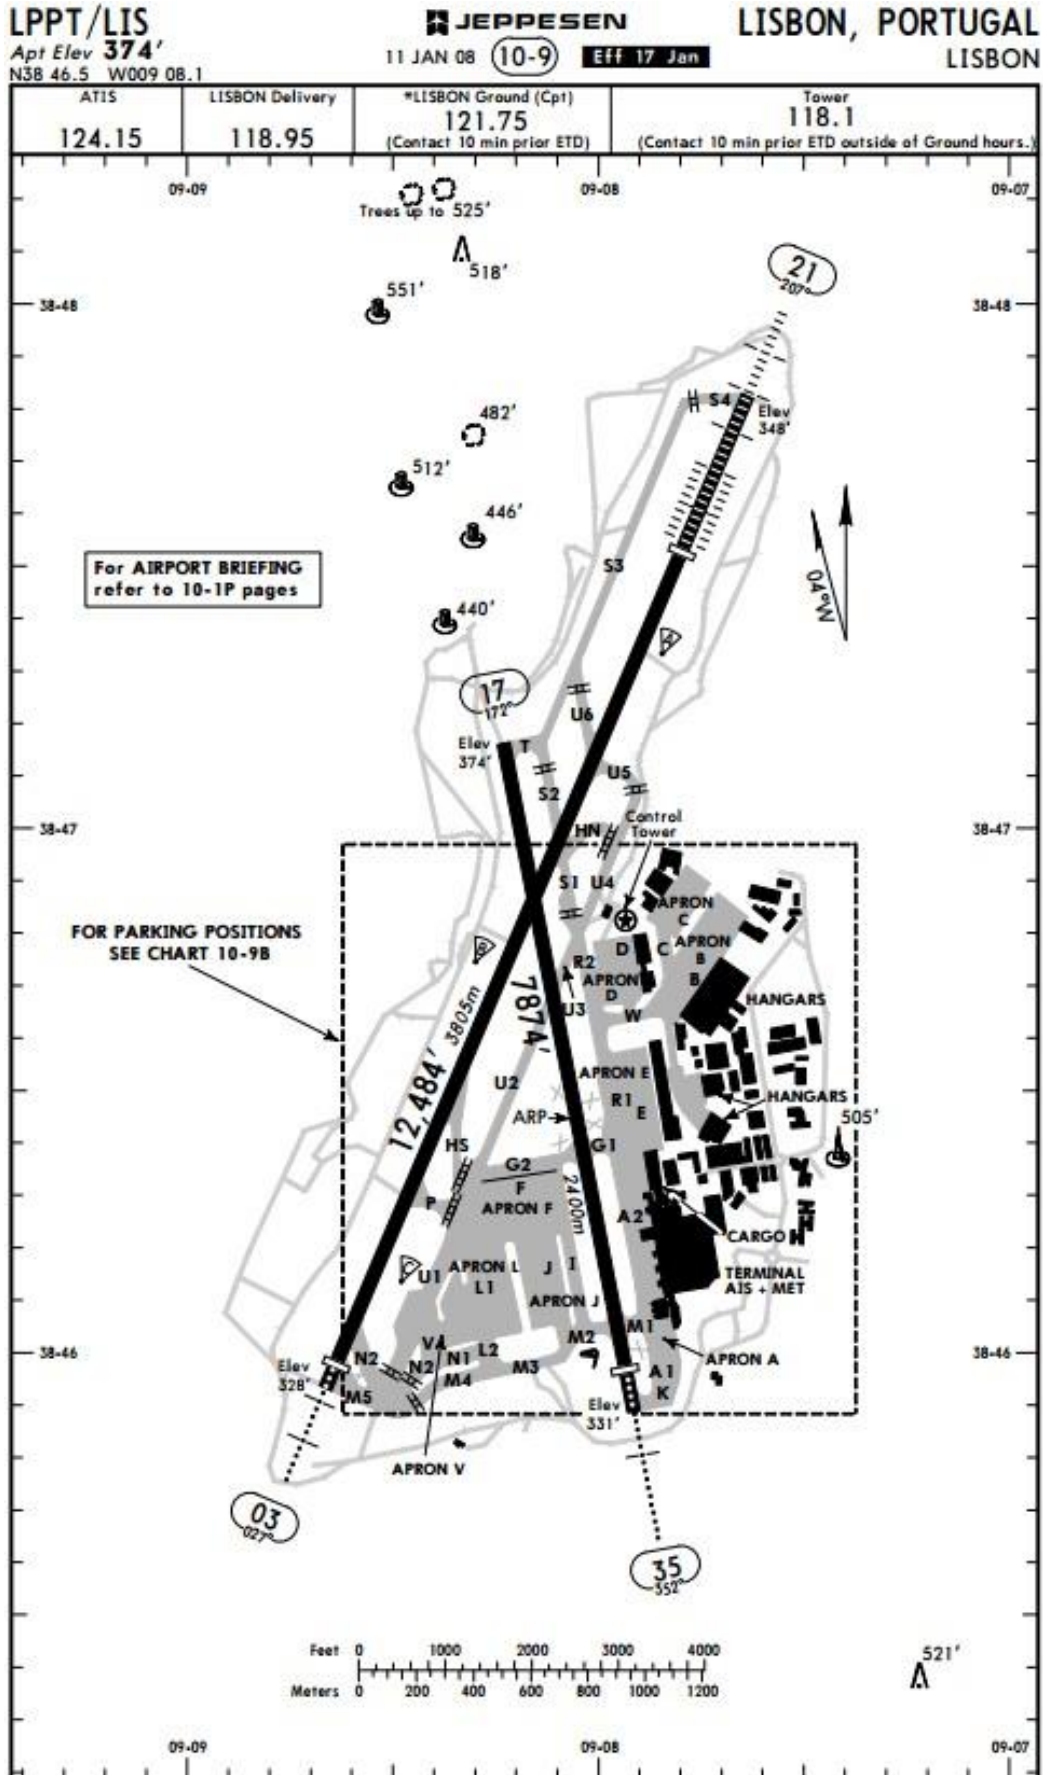 LPPT/LIS
Apt Elev 374'
N38 46.5 W009 08.1
JEPPESEN
11 JAN 08 10-9 Eff 17 Jan
LISBON, PORTUGAL
LISBON
ATIS
124.15
LISBON Delivery
118.95
*LISBON Ground (Cpt)
121.75
(Contact 10 min prior ETD)
Tower
118.1
(Contact 10 min prior ETD outside of Ground hours.)
09-09
09-08
09-07
Trees up to 525'
518'
551'
21
207°
38-48
38-48
S4
Elev
348'
482'
512'
446'
For AIRPORT BRIEFING
refer to 10-1P pages
S3
04°W
440'
A
17
172°
U6
Elev
374'
T
U5
S2
Control
Tower
38-47
HN
38-47
S1
U4
APRON
C
FOR PARKING POSITIONS
SEE CHART 10-9B
B
D
C
APRON
B
R2
APRON
D
B
HANGARS
U3
W
12,484' 3805m
7874'
2400m
APRON E
U2
R1
E
HANGARS
ARP
505'
HS
G1
G2
F
P
APRON F
A2
CARGO
C
U1
APRON L
L1
J
I
TERMINAL
AIS + MET
APRON J
M1
V
M2
38-46
N2
N1
L2
APRON A
38-46
Elev
328'
N2
M4
M3
A1
M5
K
Elev
331'
APRON V
03
027°
35
352°
Feet 0 1000 2000 3000 4000
Meters 0 200 400 600 800 1000 1200
521'
09-09
09-08
09-07